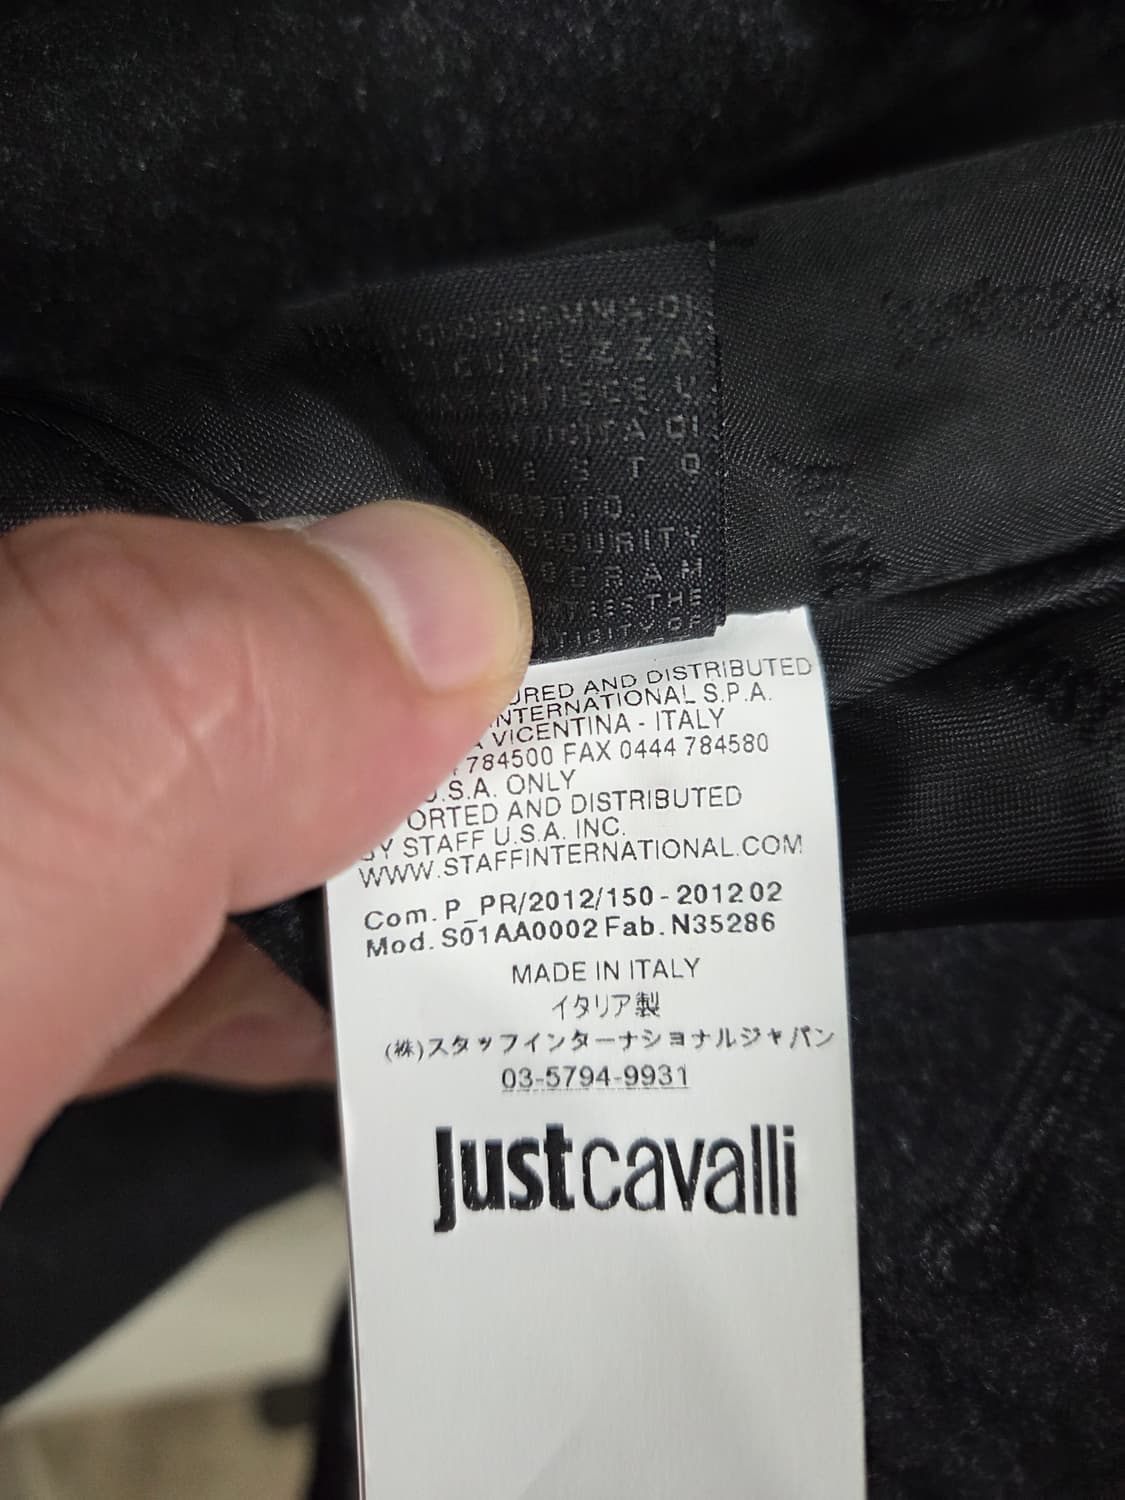 SECURITY
THE
URED AND DISTRIBUTED
INTERNATIONAL S.P.A.
VICENTINA - ITALY
784500 FAX 0444 784580
U.S.A. ONLY
ORTED AND DISTRIBUTED
BY STAFF U.S.A. INC.
WWW.STAFFINTERNATIONAL.COM
Com. P_PR/2012/150 - 2012 02
Mod. S01AA0002 Fab. N35286
MADE IN ITALY
イタリア製
(株)スタッフインターナショナルジャパン
03-5794-9931
justcavalli